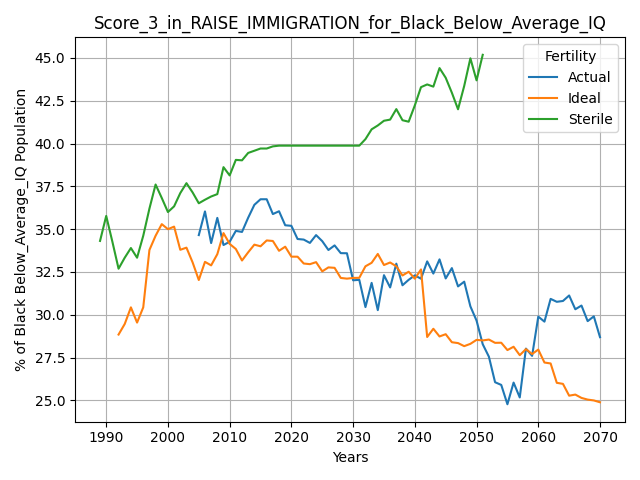 Score_3_in_RAISE_IMMIGRATION_for_Black_Below_Average_IQ
% of Black Below_Average_IQ Population
45.0
42.5
40.0
37.5
35.0
32.5
30.0
27.5
25.0
Fertility
Actual
Ideal
Sterile
1990 2000 2010 2020 2030 2040 2050 2060 2070
Years